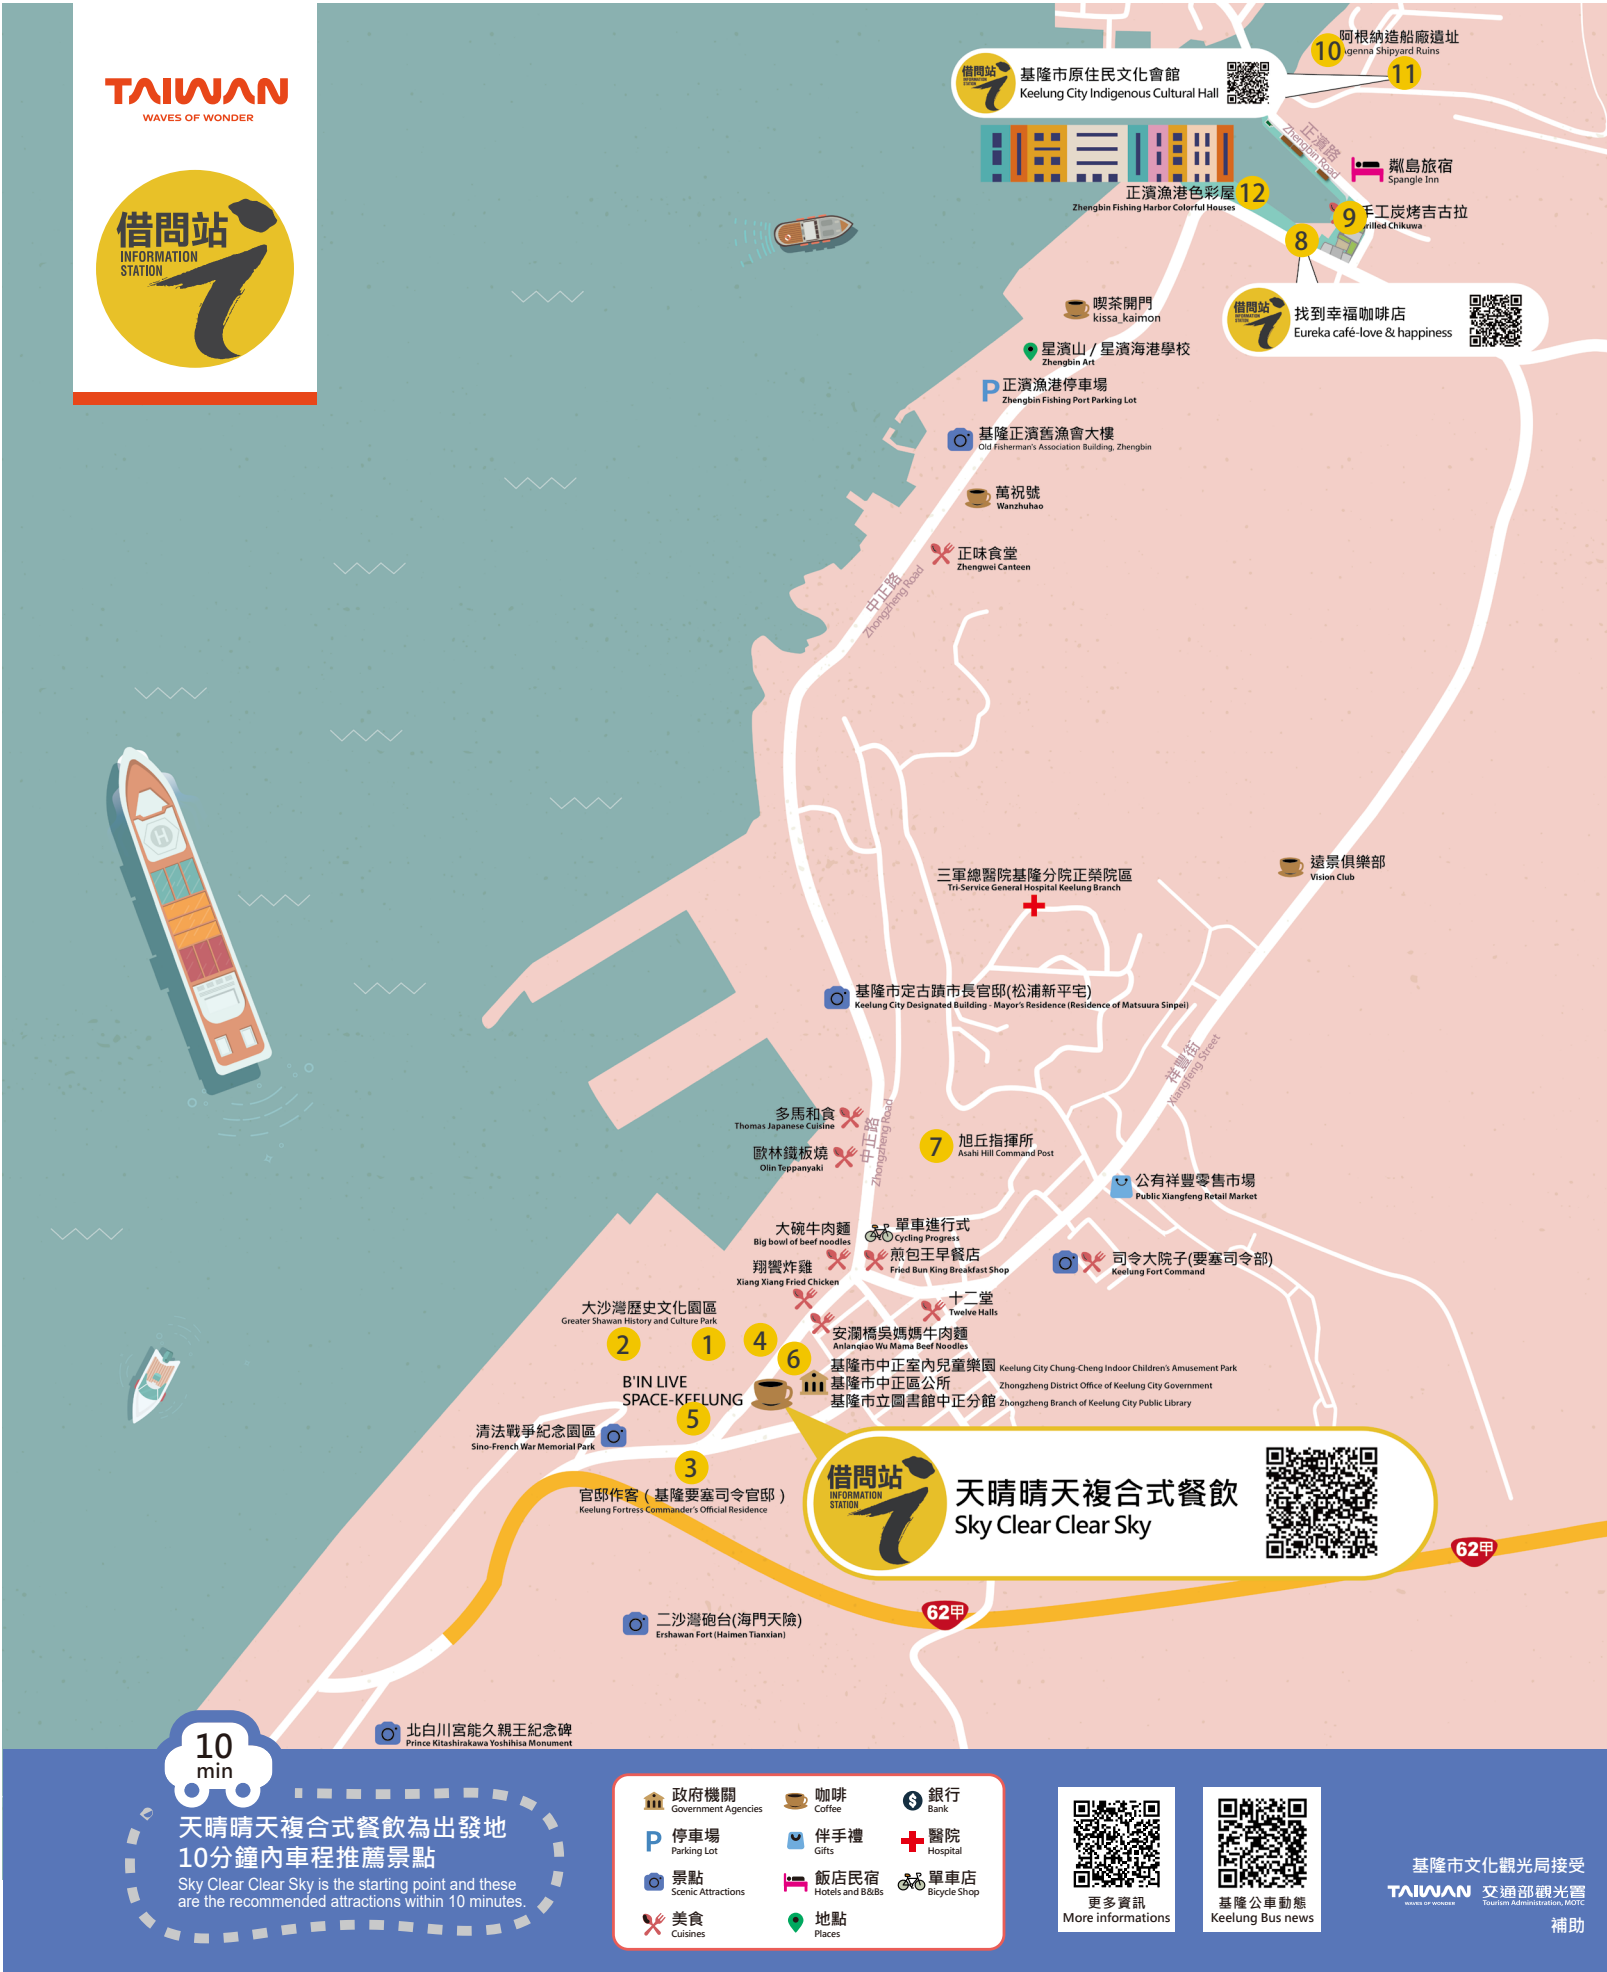 TAIWAN
WAVES OF WONDER
借問站
INFORMATION
STATION
10
阿根納造船廠遺址
Agenna Shipyard Ruins
11
借問站
INFORMATION
STATION
基隆市原住民文化會館
Keelung City Indigenous Cultural Hall
正濱路
Zhengbin Road
鄰島旅宿
Spangle Inn
正濱漁港色彩屋
Zhengbin Fishing Harbor Colorful Houses
12
9
手工炭烤吉古拉
rilled Chikuwa
8
借問站
INFORMATION
STATION
找到幸福咖啡店
Eureka café-love & happiness
喫茶開門
kissa_kaimon
星濱山 / 星濱海港學校
Zhengbin Art
P
正濱漁港停車場
Zhengbin Fishing Port Parking Lot
基隆正濱舊漁會大樓
Old Fisherman's Association Building, Zhengbin
萬祝號
Wanzhuhao
正味食堂
Zhengwei Canteen
中正路
Zhongzheng Road
H
遠景俱樂部
Vision Club
三軍總醫院基隆分院正榮院區
Tri-Service General Hospital Keelung Branch
基隆市定古蹟市長官邸(松浦新平宅)
Keelung City Designated Building - Mayor's Residence (Residence of Matsuura Sinpei)
祥豐街
Xiangfeng Street
多馬和食
Thomas Japanese Cuisine
歐林鐵板燒
Olin Teppanyaki
中正路
Zhongzheng Road
7
旭丘指揮所
Asahi Hill Command Post
公有祥豐零售市場
Public Xiangfeng Retail Market
大碗牛肉麵
Big bowl of beef noodles
單車進行式
Cycling Progress
煎包王早餐店
Fried Bun King Breakfast Shop
翔饗炸雞
Xiang Xiang Fried Chicken
司令大院子(要塞司令部)
Keelung Fort Command
十二堂
Twelve Halls
大沙灣歷史文化園區
Greater Shawan History and Culture Park
2
1
4
6
安瀾橋吳媽媽牛肉麵
Anlanqiao Wu Mama Beef Noodles
基隆市中正室內兒童樂園 Keelung City Chung-Cheng Indoor Children's Amusement Park
基隆市中正區公所 Zhongzheng District Office of Keelung City Government
基隆市立圖書館中正分館 Zhongzheng Branch of Keelung City Public Library
B'IN LIVE
SPACE-KEELUNG
5
清法戰爭紀念園區
Sino-French War Memorial Park
3
官邸作客 ( 基隆要塞司令官邸 )
Keelung Fortress Commander's Official Residence
借問站
INFORMATION
STATION
天晴晴天複合式餐飲
Sky Clear Clear Sky
62甲
62甲
二沙灣砲台(海門天險)
Ershawan Fort (Haimen Tianxian)
北白川宮能久親王紀念碑
Prince Kitashirakawa Yoshihisa Monument
10
min
天晴晴天複合式餐飲為出發地
10分鐘內車程推薦景點
Sky Clear Clear Sky is the starting point and these
are the recommended attractions within 10 minutes.
政府機關
Government Agencies
咖啡
Coffee
銀行
Bank
P
停車場
Parking Lot
伴手禮
Gifts
醫院
Hospital
景點
Scenic Attractions
飯店民宿
Hotels and B&Bs
單車店
Bicycle Shop
美食
Cuisines
地點
Places
更多資訊
More informations
基隆公車動態
Keelung Bus news
基隆市文化觀光局接受
TAIWAN
WAVES OF WONDER
交通部觀光署
Tourism Administration, MOTC
補助